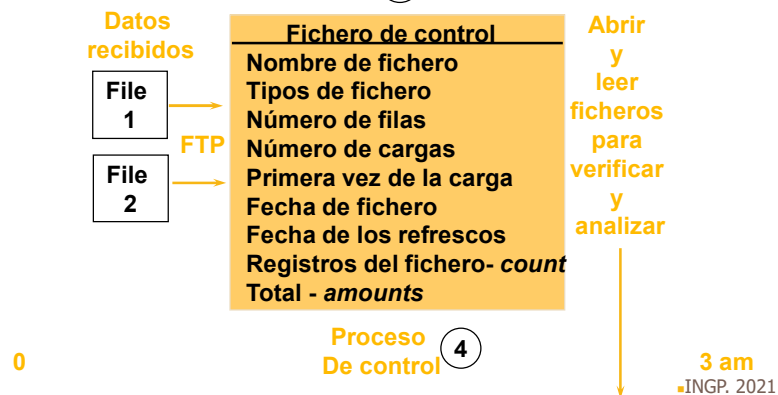 Datos
recibidos
File
1
FTP
File
2
Fichero de control
Nombre de fichero
Tipos de fichero
Número de filas
Número de cargas
Primera vez de la carga
Fecha de fichero
Fecha de los refrescos
Registros del fichero- count
Total - amounts
Abrir
y
leer
ficheros
para
verificar
y
analizar
Proceso
De control
4
0
3 am
INGP. 2021